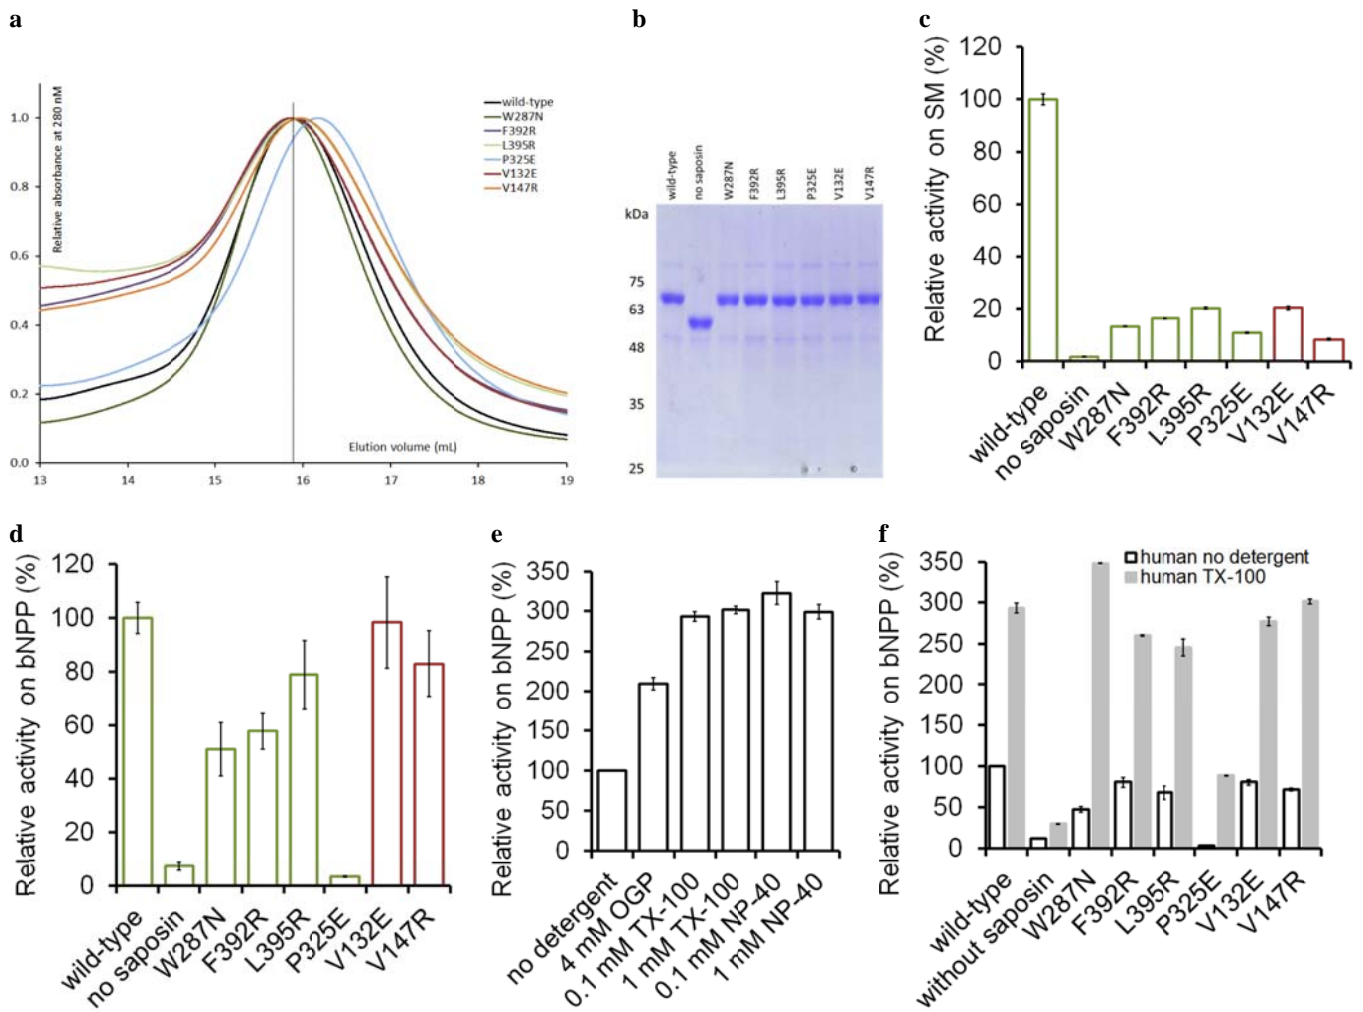 a
Relative absorbance at 280 nM
1.0
0.8
0.6
0.4
0.2
0.0
13 14 15 16 17 18 19
Elution volume (mL)
wild-type
W287N
F392R
L395R
P325E
V132E
V147R
b
wild-type
no saposin
W287N
F392R
L395R
P325E
V132E
V147R
kDa
75
63
48
35
25
c
Relative activity on SM (%)
120
100
80
60
40
20
0
wild-type
no saposin
W287N
F392R
L395R
P325E
V132E
V147R
d
Relative activity on bNPP (%)
120
100
80
60
40
20
0
wild-type
no saposin
W287N
F392R
L395R
P325E
V132E
V147R
e
Relative activity on bNPP (%)
350
300
250
200
150
100
50
0
no detergent
4 mM OGP
0.1 mM TX-100
1 mM TX-100
0.1 mM NP-40
1 mM NP-40
f
Relative activity on bNPP (%)
350
300
250
200
150
100
50
0
human no detergent
human TX-100
wild-type
without saposin
W287N
F392R
L395R
P325E
V132E
V147R